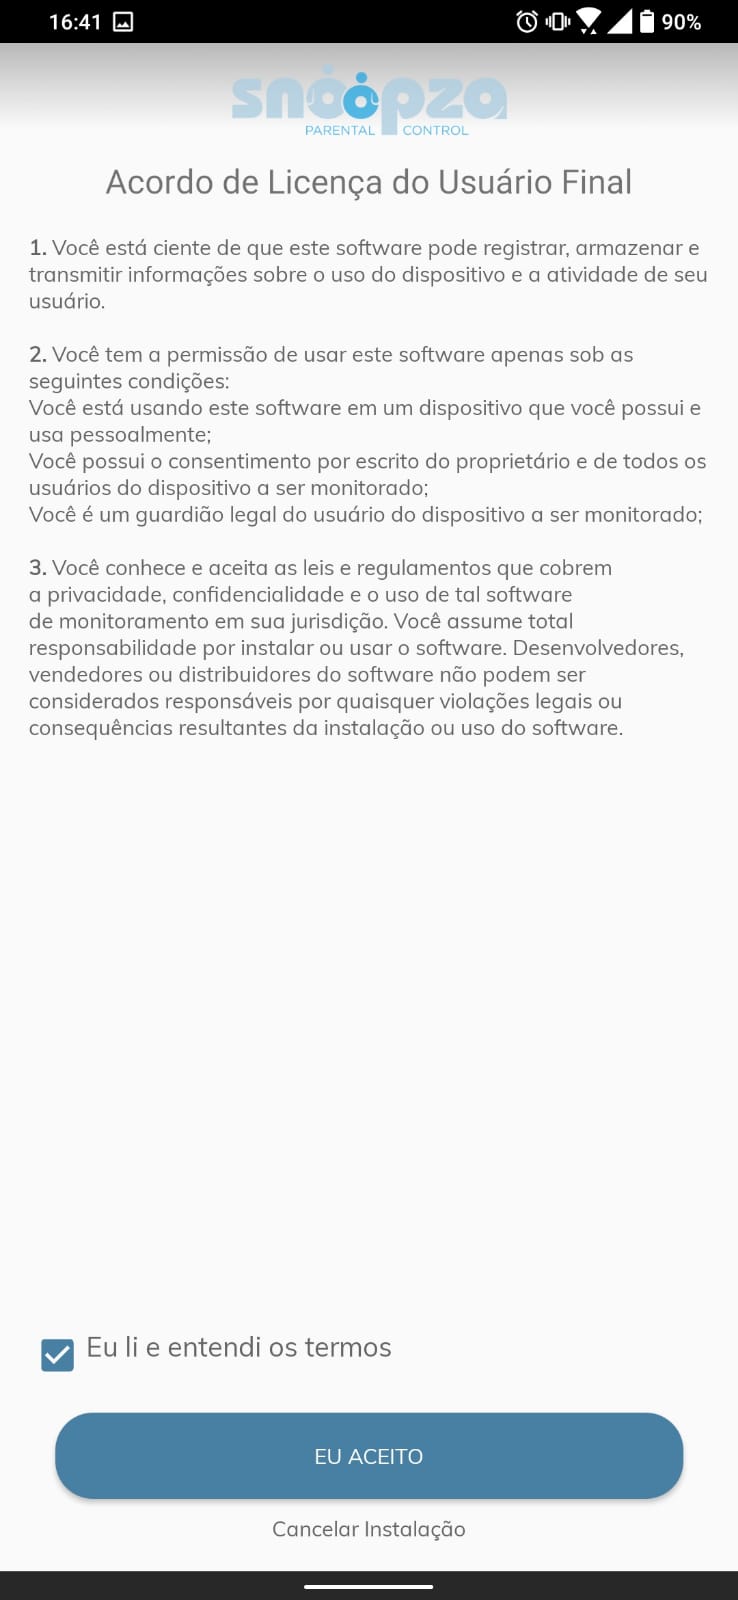 16:41
90%
snoopza
PARENTAL CONTROL
Acordo de Licença do Usuário Final
1. Você está ciente de que este software pode registrar, armazenar e
transmitir informações sobre o uso do dispositivo e a atividade de seu
usuário.
2. Você tem a permissão de usar este software apenas sob as
seguintes condições:
Você está usando este software em um dispositivo que você possui e
usa pessoalmente;
Você possui o consentimento por escrito do proprietário e de todos os
usuários do dispositivo a ser monitorado;
Você é um guardião legal do usuário do dispositivo a ser monitorado;
3. Você conhece e aceita as leis e regulamentos que cobrem
a privacidade, confidencialidade e o uso de tal software
de monitoramento em sua jurisdição. Você assume total
responsabilidade por instalar ou usar o software. Desenvolvedores,
vendedores ou distribuidores do software não podem ser
considerados responsáveis por quaisquer violações legais ou
consequências resultantes da instalação ou uso do software.
Eu li e entendi os termos
EU ACEITO
Cancelar Instalação